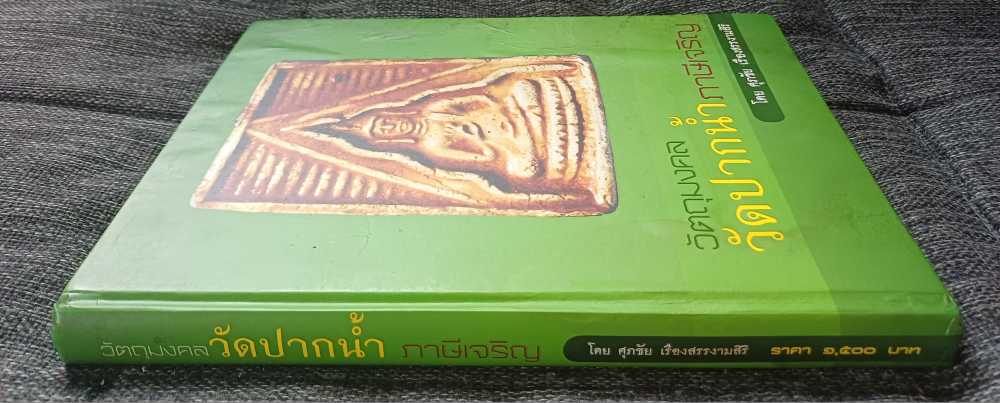 วัตถุมงคล
วัดปากน้ำ ภาษีเจริญ
โดย ศุภชัย เรืองสรรงามสิริ
วัตถุมงคล วัดปากน้ำ ภาษีเจริญ โดย ศุภชัย เรืองสรรงามสิริ ราคา ๑,๕๐๐ บาท